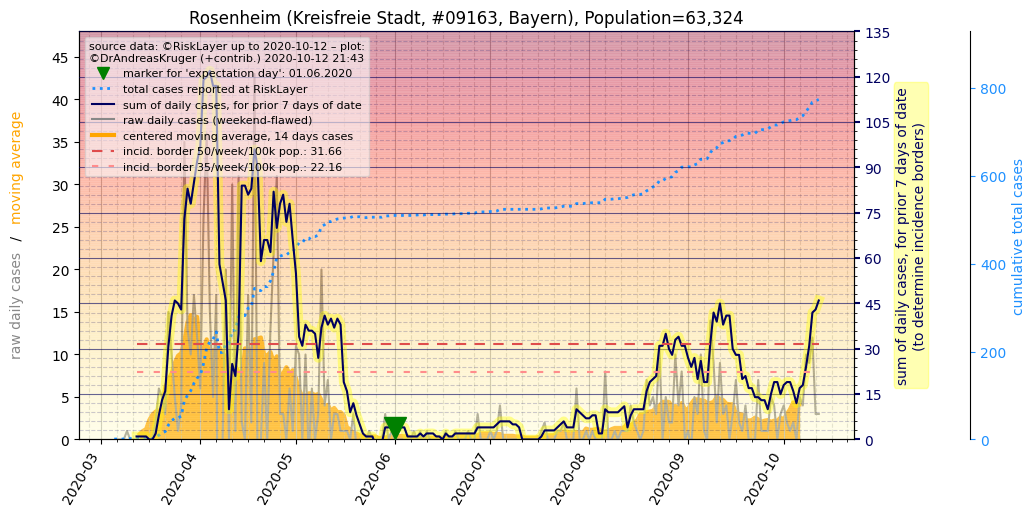 Rosenheim (Kreisfreie Stadt, #09163, Bayern), Population=63,324
source data: ©RiskLayer up to 2020-10-12 – plot:
©DrAndreasKruger (+contrib.) 2020-10-12 21:43
marker for 'expectation day': 01.06.2020
total cases reported at RiskLayer
sum of daily cases, for prior 7 days of date
raw daily cases (weekend-flawed)
centered moving average, 14 days cases
incid. border 50/week/100k pop.: 31.66
incid. border 35/week/100k pop.: 22.16
raw daily cases / moving average
45
40
35
30
25
20
15
10
5
0
135
120
105
90
75
60
45
30
15
0
sum of daily cases, for prior 7 days of date
(to determine incidence borders)
800
600
400
200
0
cumulative total cases
2020-03
2020-04
2020-05
2020-06
2020-07
2020-08
2020-09
2020-10